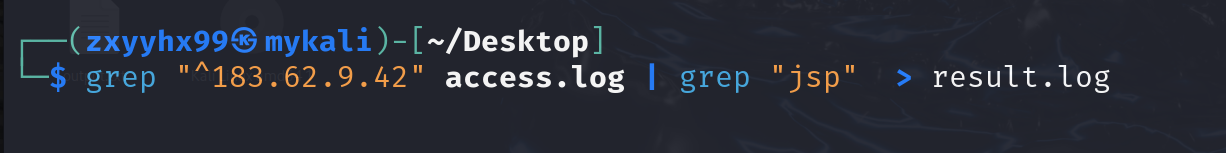 ┌──(zxyyhx99㉿mykali)-[~/Desktop]
└─$ grep "^183.62.9.42" access.log | grep "jsp"  > result.log